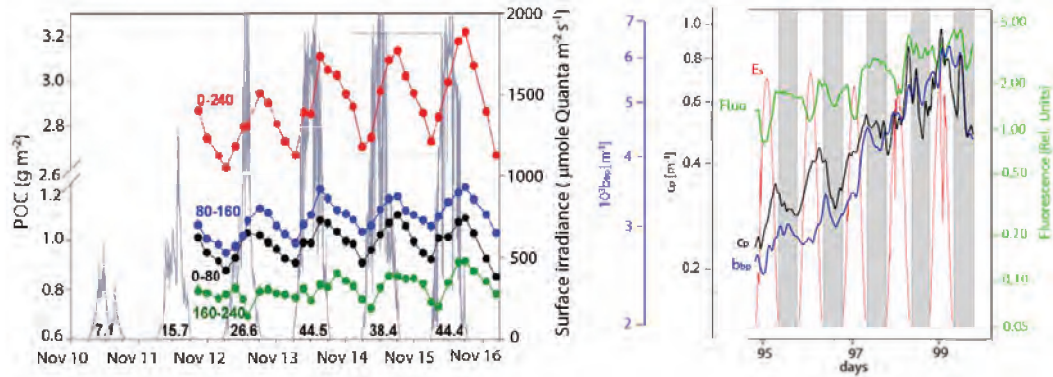 3.2
3.0
2.8
2.6
1.2
1.0
0.8
0.6
POC [g m⁻²]
0-240
80-160
0-80
160-240
7.1
15.7
26.6
44.5
38.4
44.4
Nov 10
Nov 11
Nov 12
Nov 13
Nov 14
Nov 15
Nov 16
2000
1500
1000
500
0
Surface irradiance ( µmole Quanta m⁻² s⁻¹)
7
6
5
4
3
2
10³bbp [m⁻¹]
1.0
0.8
0.6
0.4
0.2
cp [m⁻¹]
Fluo
Es
cp
bbp
95
97
99
days
5.00
2.00
1.00
0.50
0.20
0.10
0.05
Fluorescence [Rel. Units)